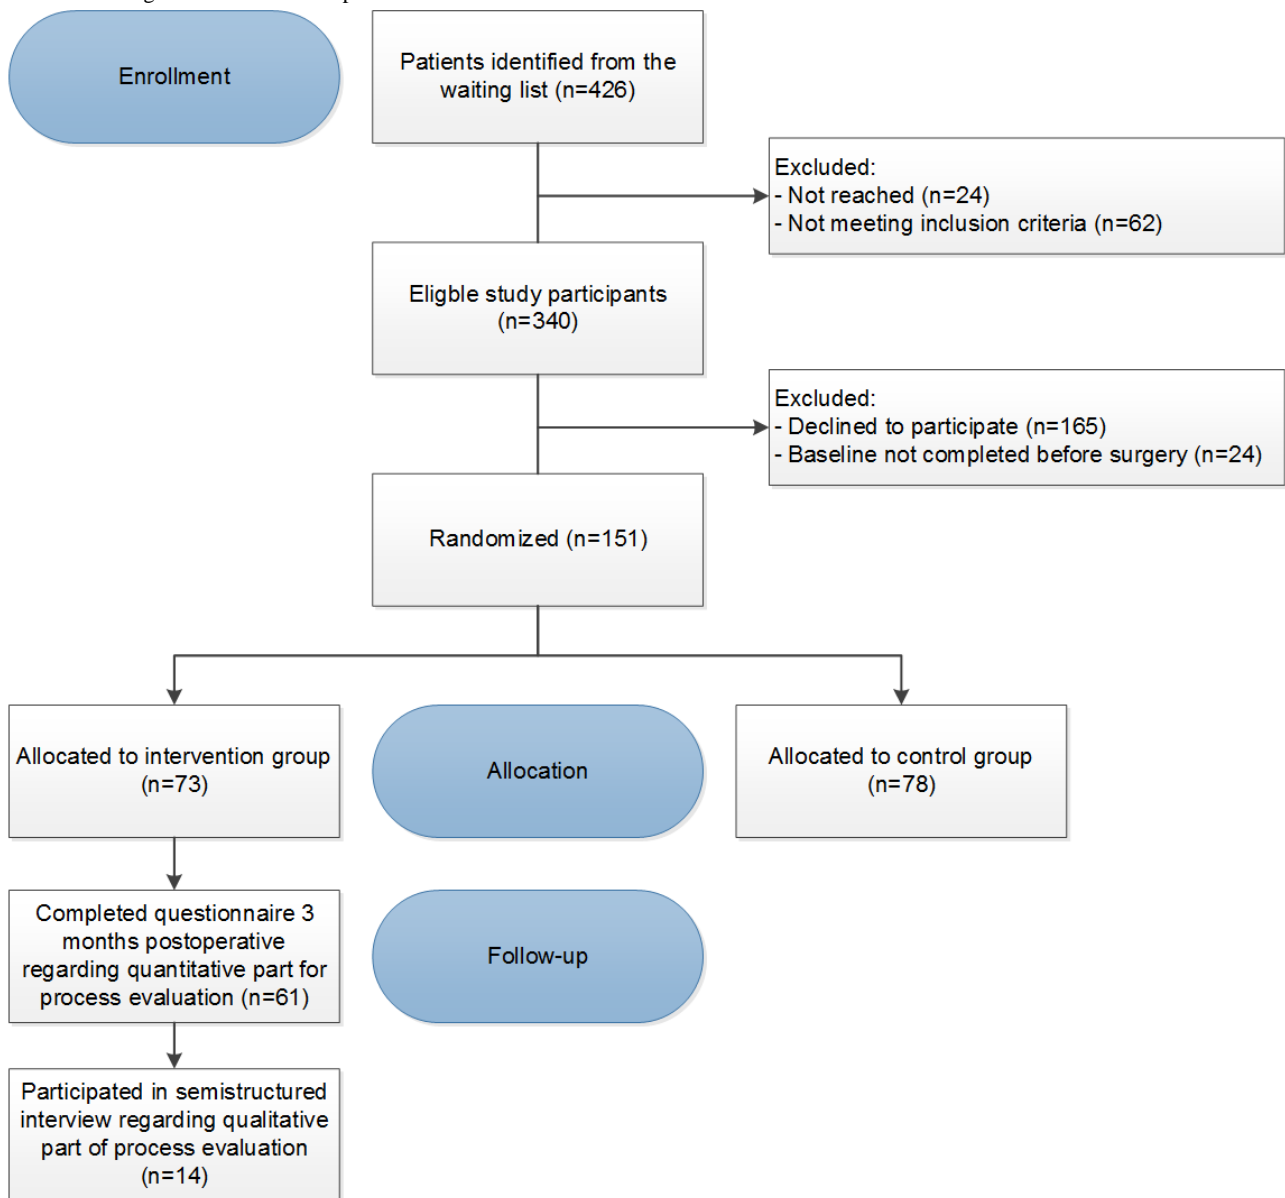 Enrollment
Patients identified from the
waiting list (n=426)
Excluded:
- Not reached (n=24)
- Not meeting inclusion criteria (n=62)
Eligble study participants
(n=340)
Excluded:
- Declined to participate (n=165)
- Baseline not completed before surgery (n=24)
Randomized (n=151)
Allocated to intervention group
(n=73)
Allocation
Allocated to control group
(n=78)
Completed questionnaire 3
months postoperative
regarding quantitative part for
process evaluation (n=61)
Follow-up
Participated in semistructured
interview regarding qualitative
part of process evaluation
(n=14)